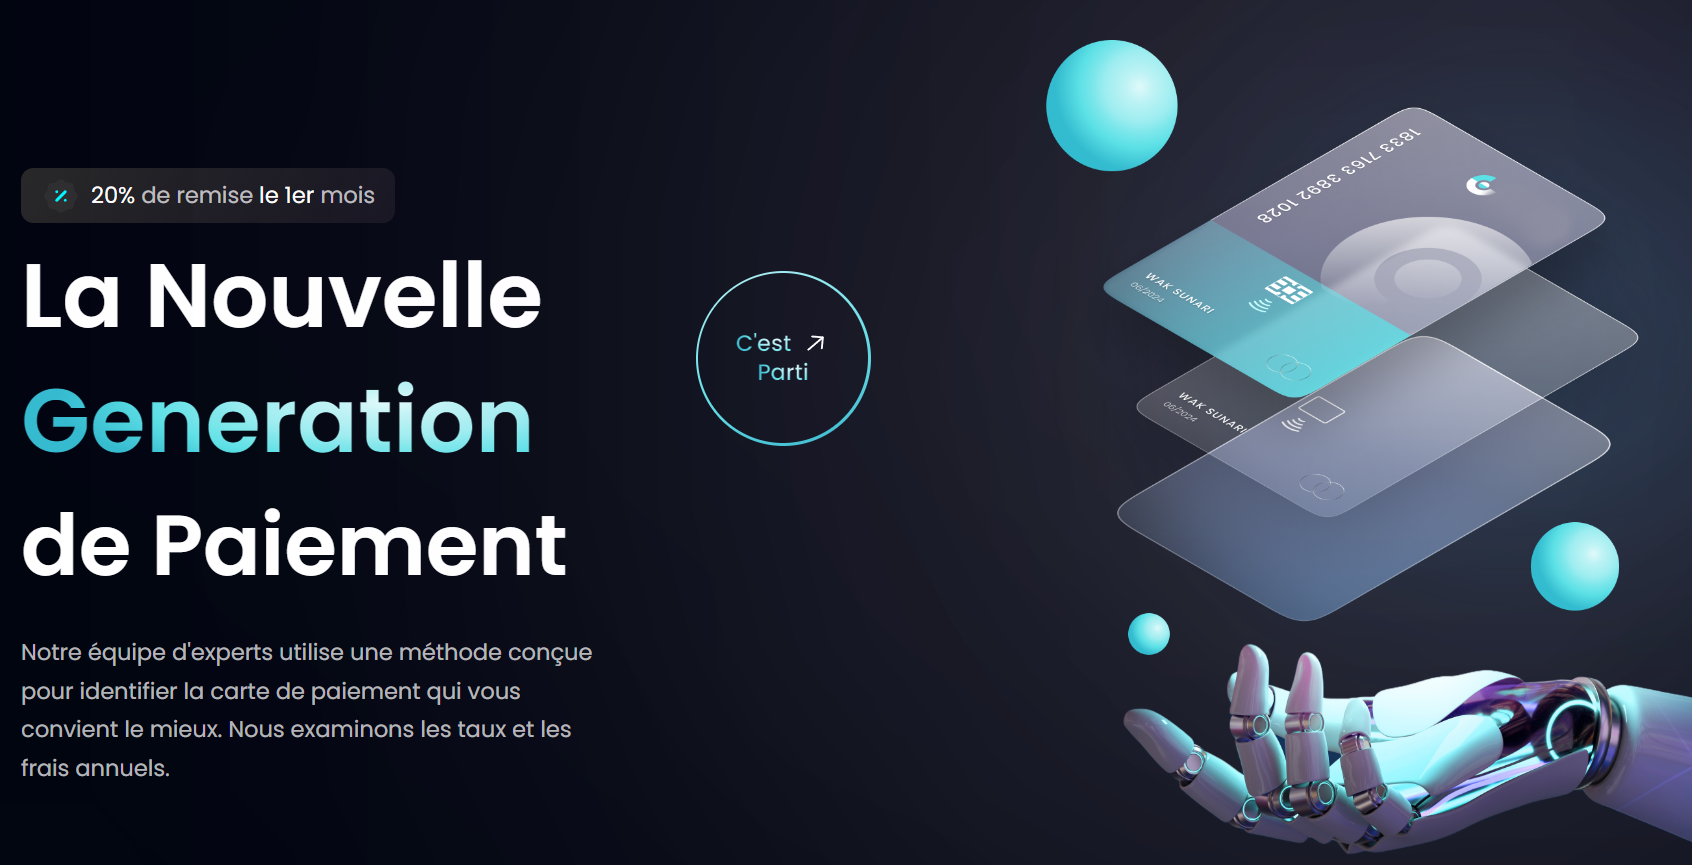 20% de remise le 1er mois
La Nouvelle
Generation
de Paiement
Notre équipe d'experts utilise une méthode conçue
pour identifier la carte de paiement qui vous
convient le mieux. Nous examinons les taux et les
frais annuels.
C'est
Parti
1833 7163 3892 1028
WAK SUNARI
06/2024
WAK SUNARI
06/2024